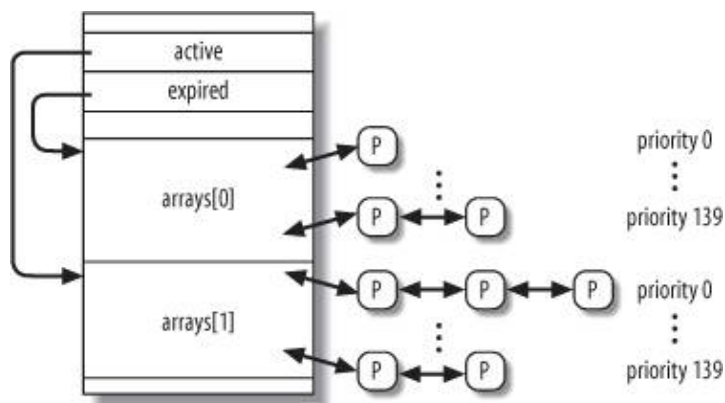 active
expired
P
priority 0
arrays[0]
P P
priority 139
P P P
priority 0
arrays[1]
P P
priority 139